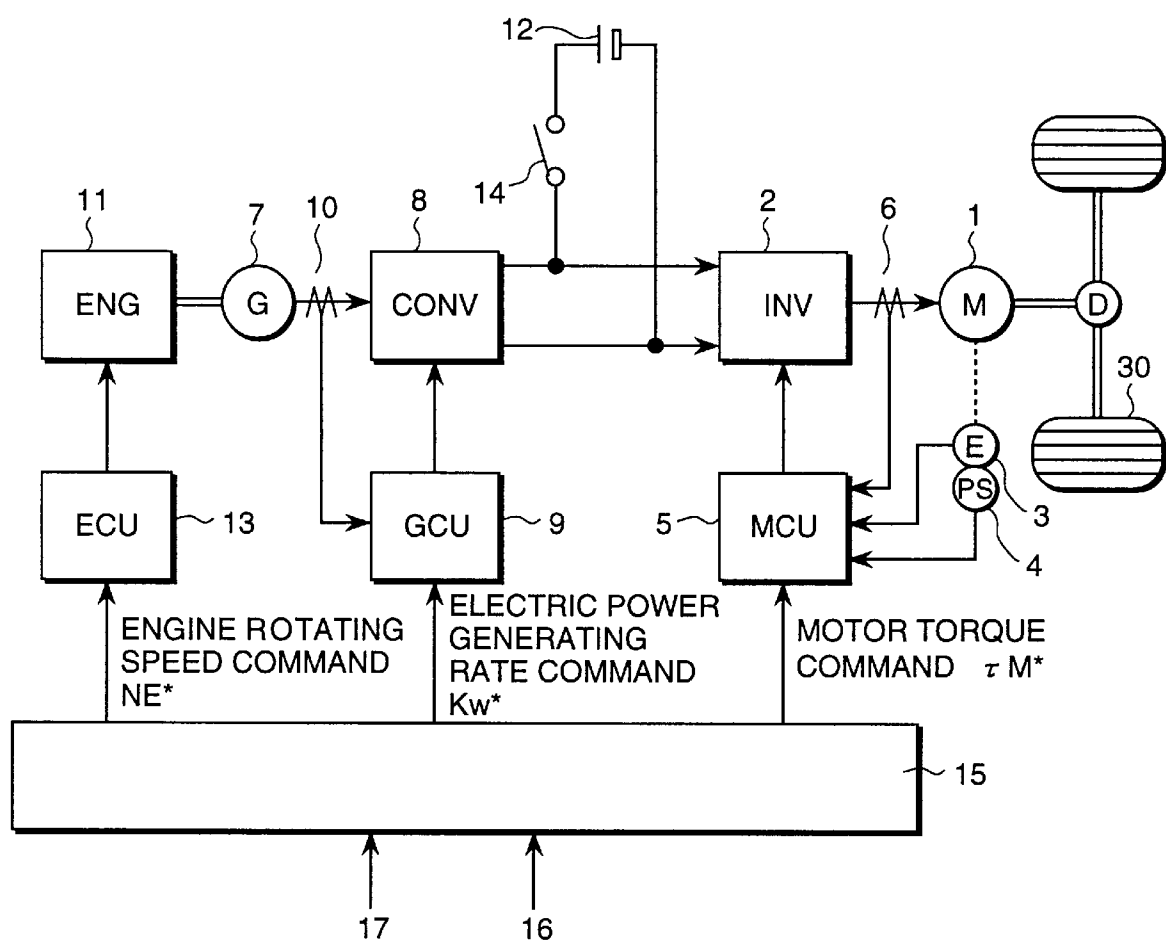 12
14
11
7
10
8
2
6
1
ENG
G
CONV
INV
M
D
30
E
PS
3
4
ECU
13
GCU
9
5
MCU
ENGINE ROTATING
SPEED COMMAND
NE*
ELECTRIC POWER
GENERATING
RATE COMMAND
Kw*
MOTOR TORQUE
COMMAND τ M*
15
17
16